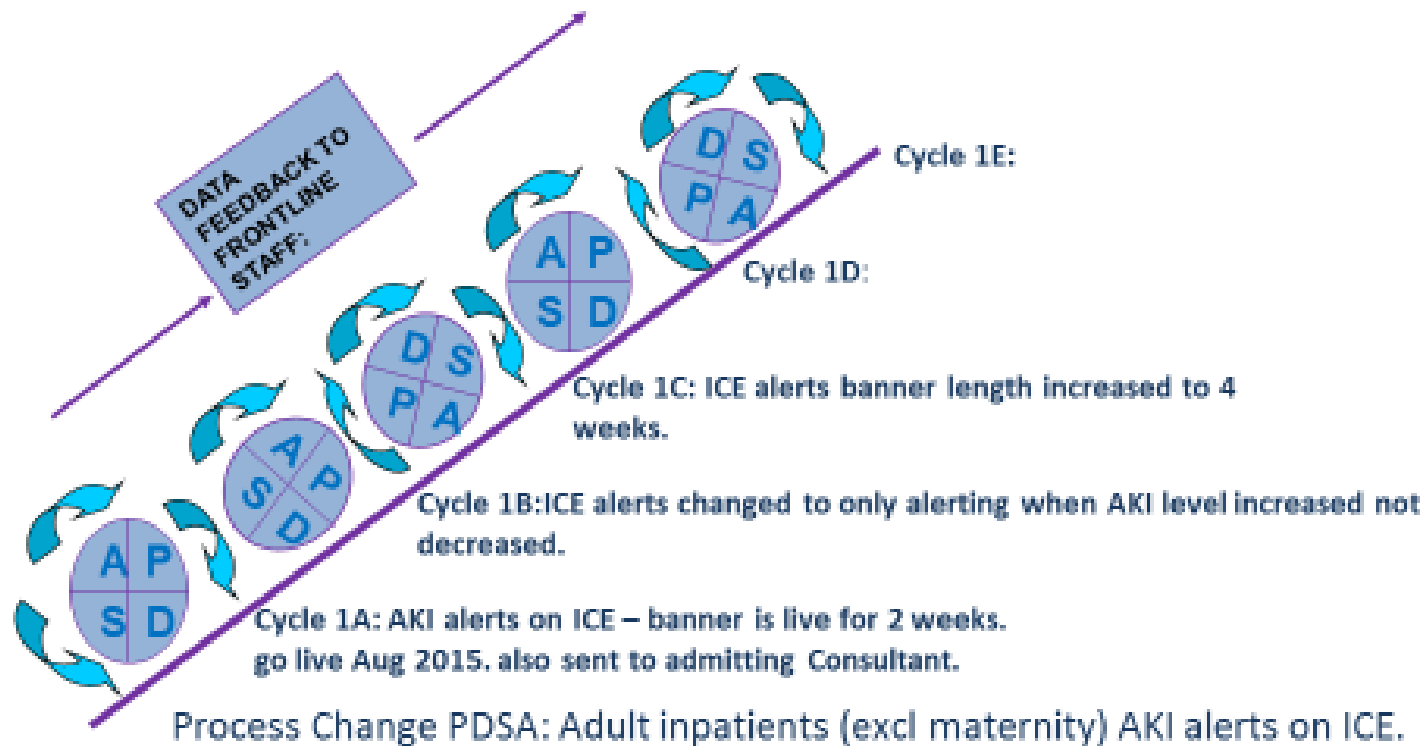 DATA
FEEDBACK TO
FRONTLINE
STAFF:
D S
P A
Cycle 1E:
A P
S D
Cycle 1D:
D S
P A
Cycle 1C: ICE alerts banner length increased to 4
weeks.
A P
S D
Cycle 1B:ICE alerts changed to only alerting when AKI level increased not
decreased.
A P
S D
Cycle 1A: AKI alerts on ICE – banner is live for 2 weeks.
go live Aug 2015. also sent to admitting Consultant.
Process Change PDSA: Adult inpatients (excl maternity) AKI alerts on ICE.